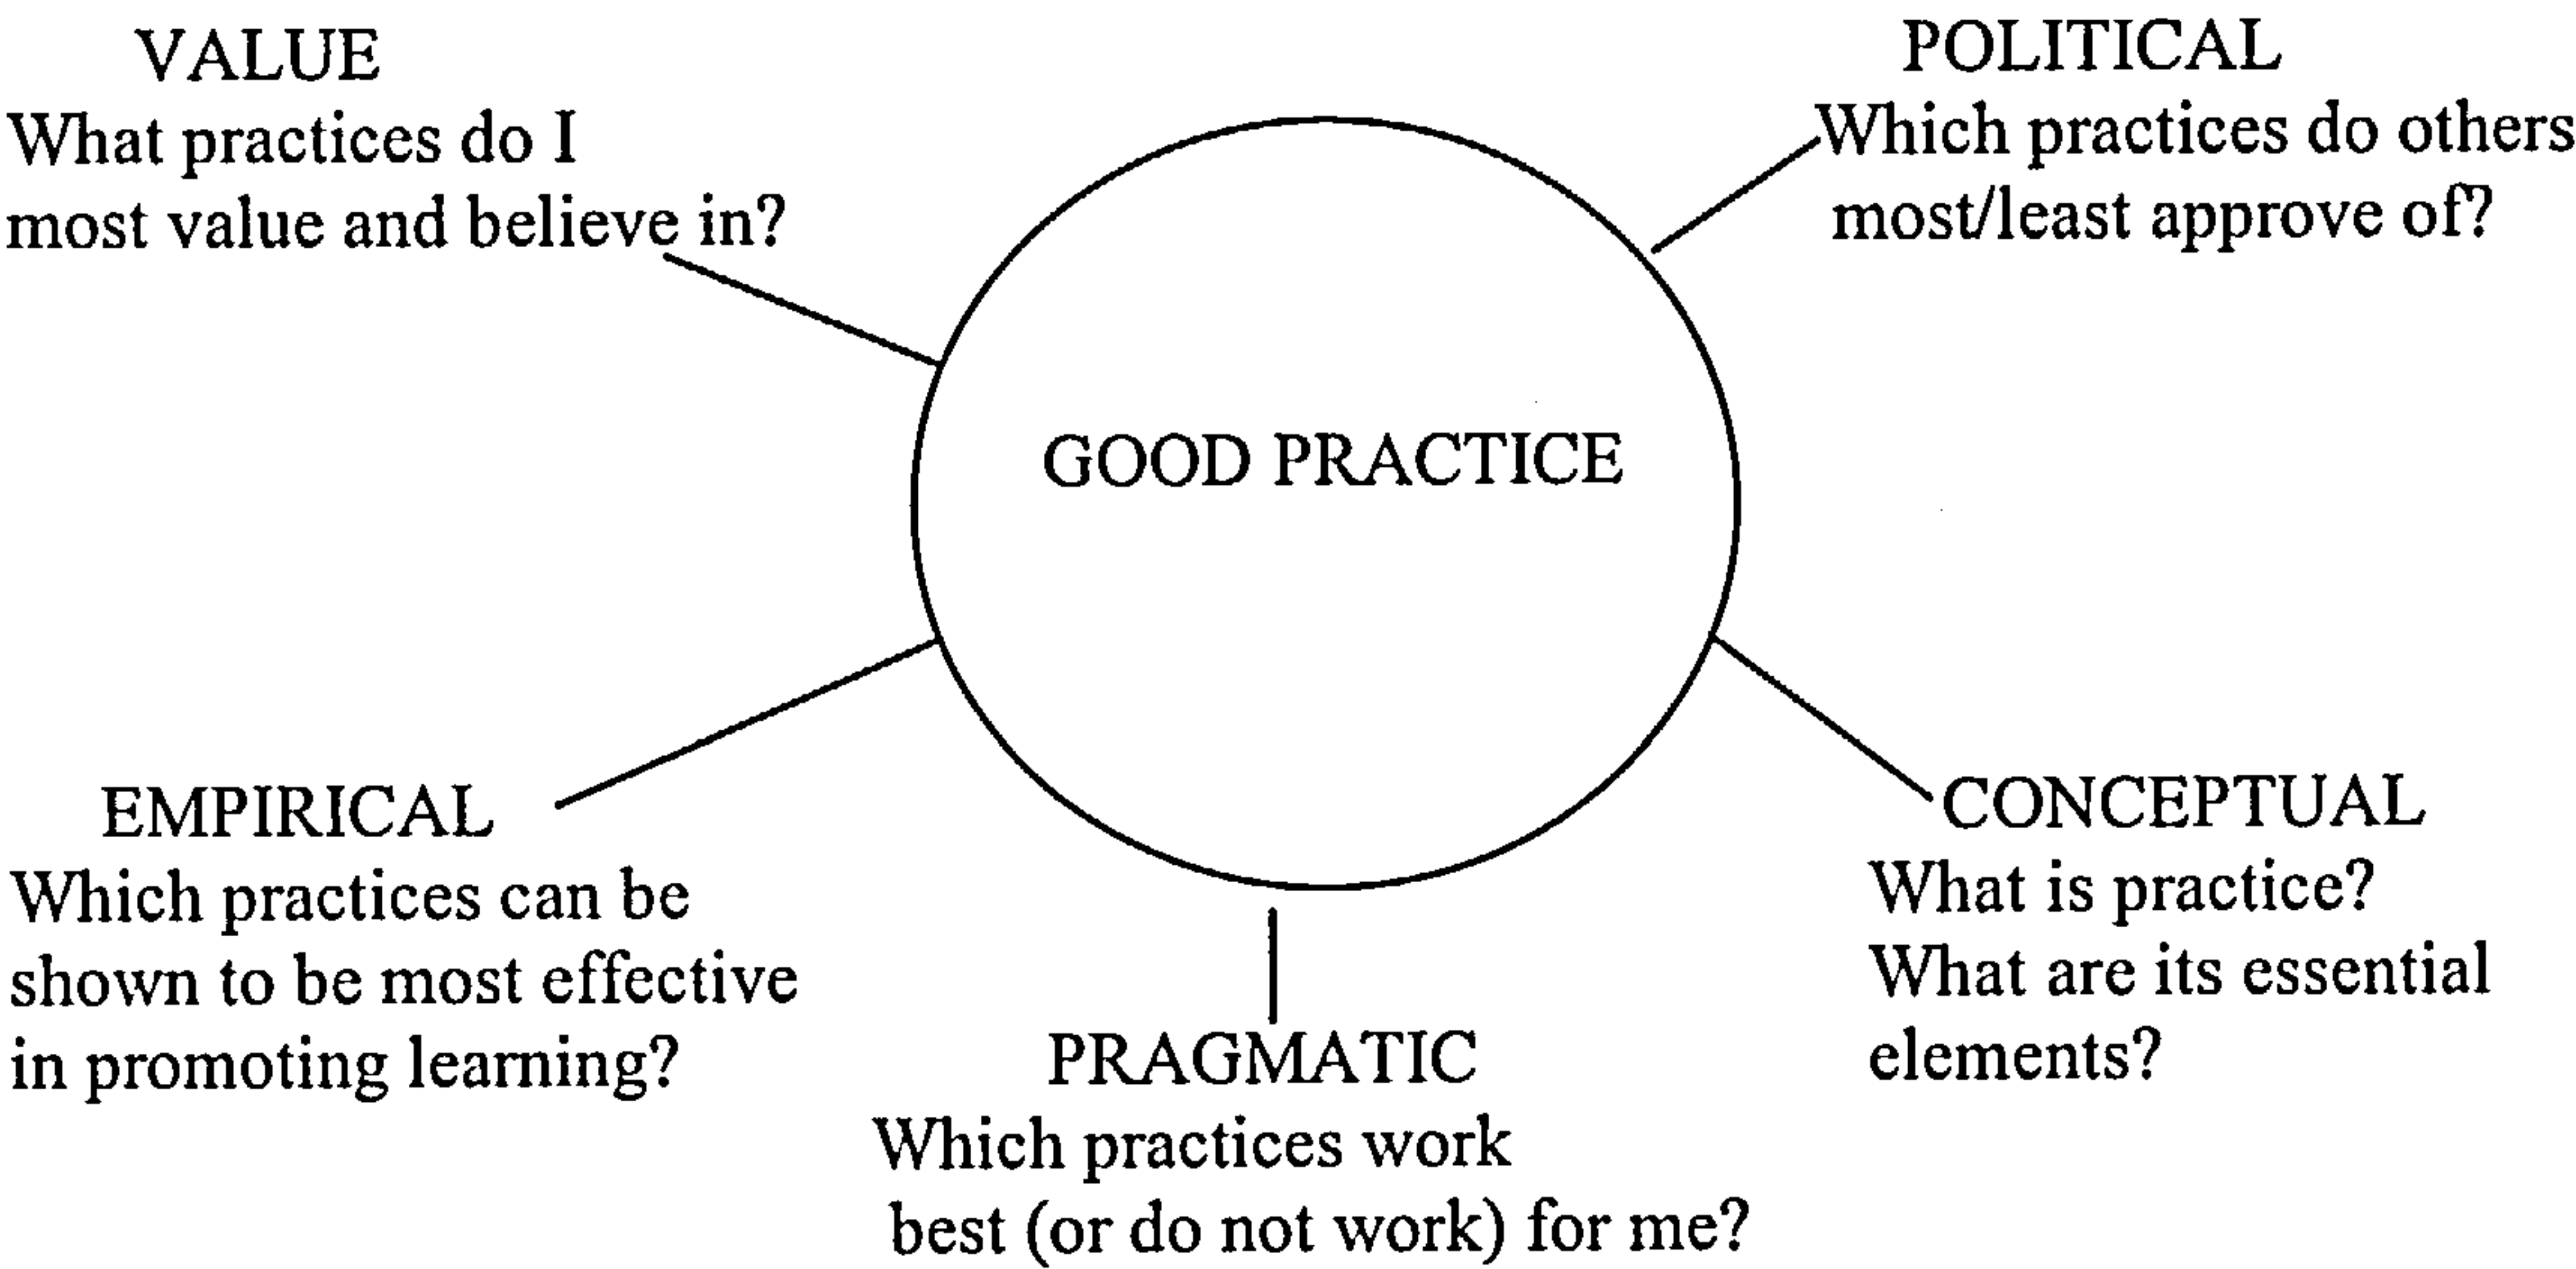 VALUE
What practices do I
most value and believe in?
POLITICAL
Which practices do others
most/least approve of?
GOOD PRACTICE
EMPIRICAL
Which practices can be
shown to be most effective
in promoting learning?
PRAGMATIC
Which practices work
best (or do not work) for me?
CONCEPTUAL
What is practice?
What are its essential
elements?